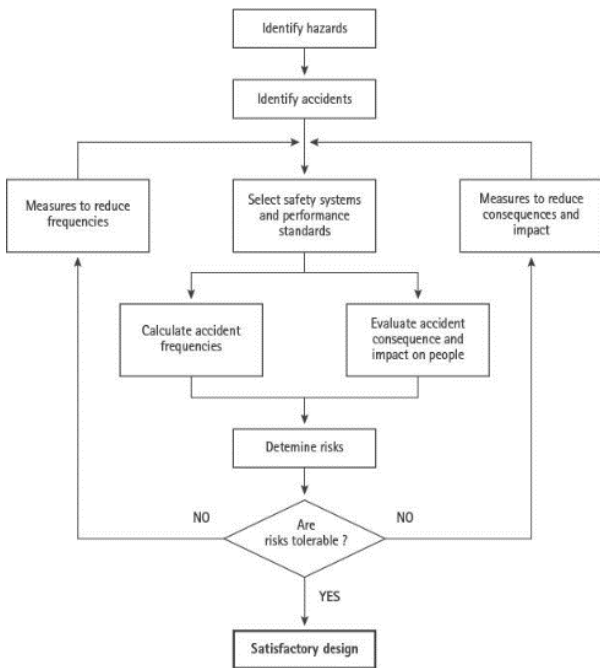 Identify hazards
Identify accidents
Measures to reduce
frequencies
Select safety systems
and performance
standards
Measures to reduce
consequences and
impact
Calculate accident
frequencies
Evaluate accident
consequence and
impact on people
Detemine risks
NO
Are
risks tolerable ?
NO
YES
Satisfactory design